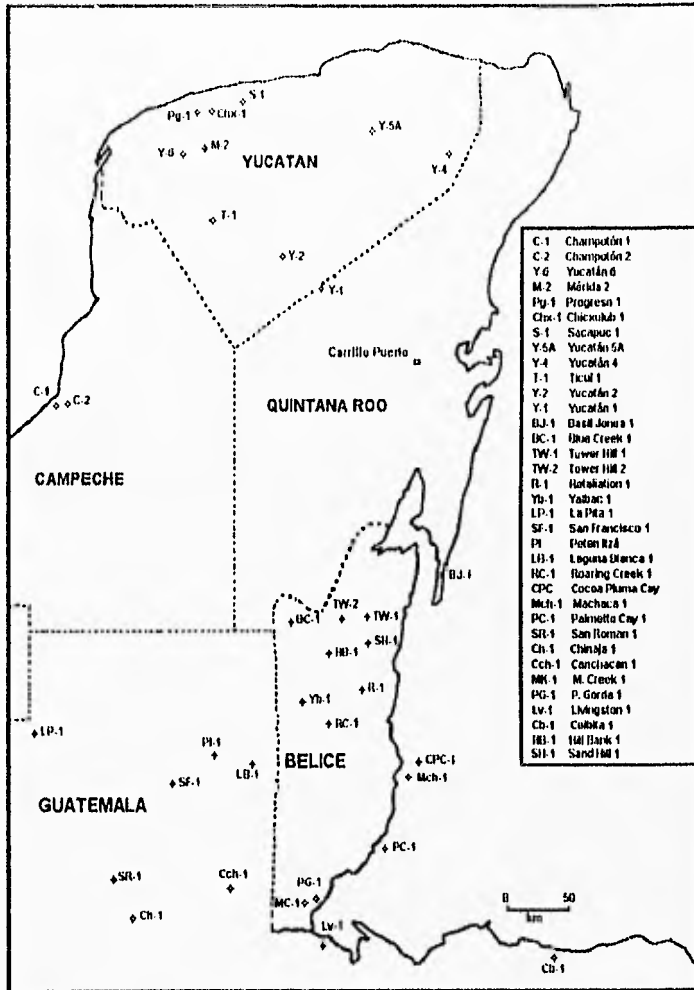 S-1
Pg-1
Chx-1
M-2
Y-6
Y-5A
YUCATAN
Y-4
T-1
Y-2
Y-1
Carrillo Puerto
C-1
C-2
QUINTANA ROO
CAMPECHE
BJ-1
TW-2
BC-1
TW-1
SH-1
HB-1
R-1
Yb-1
RC-1
LP-1
PI-1
LB-1
BELICE
CPC-1
Mch-1
SF-1
GUATEMALA
PC-1
SR-1
Cch-1
PG-1
MC-1
Ch-1
Lv-1
50
km
Cb-1
C-1 Champotón 1
C-2 Champotón 2
Y-6 Yucatán 6
M-2 Mérida 2
Pg-1 Progreso 1
Chx-1 Chicxulub 1
S-1 Sacapuc 1
Y-5A Yucatán 5A
Y-4 Yucatán 4
T-1 Ticul 1
Y-2 Yucatán 2
Y-1 Yucatán 1
BJ-1 Basil Jones 1
BC-1 Blue Creek 1
TW-1 Tower Hill 1
TW-2 Tower Hill 2
R-1 Retaliation 1
Yb-1 Yalbac 1
LP-1 La Pita 1
SF-1 San Francisco 1
PI Peten Itzá
LB-1 Laguna Blanca 1
RC-1 Roaring Creek 1
CPC Cocoa Pluma Cay
Mch-1 Machaca 1
PC-1 Palmetto Cay 1
SR-1 San Roman 1
Ch-1 Chinaja 1
Cch-1 Canchacan 1
MK-1 M. Creek 1
PG-1 P. Gorda 1
Lv-1 Livingston 1
Cb-1
HB-1 Hill Bank 1
SH-1 Sand Hill 1